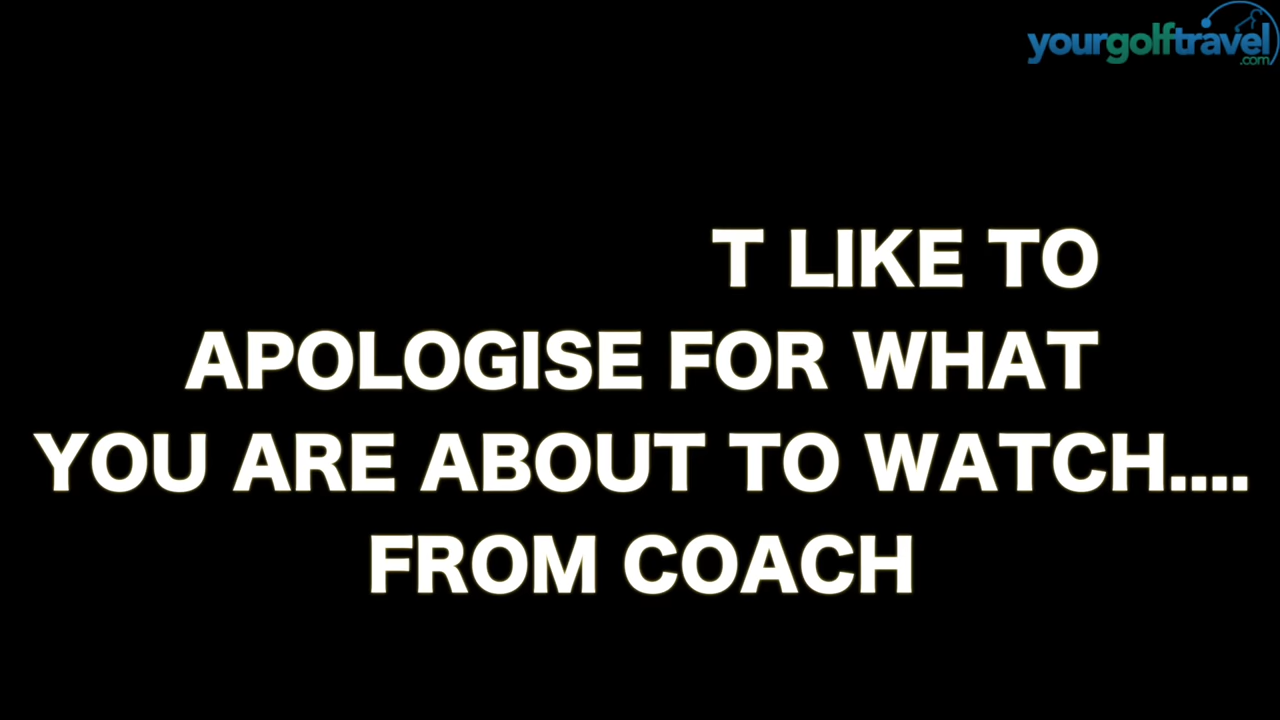 yourgolftravel
.com
T LIKE TO
APOLOGISE FOR WHAT
YOU ARE ABOUT TO WATCH....
FROM COACH